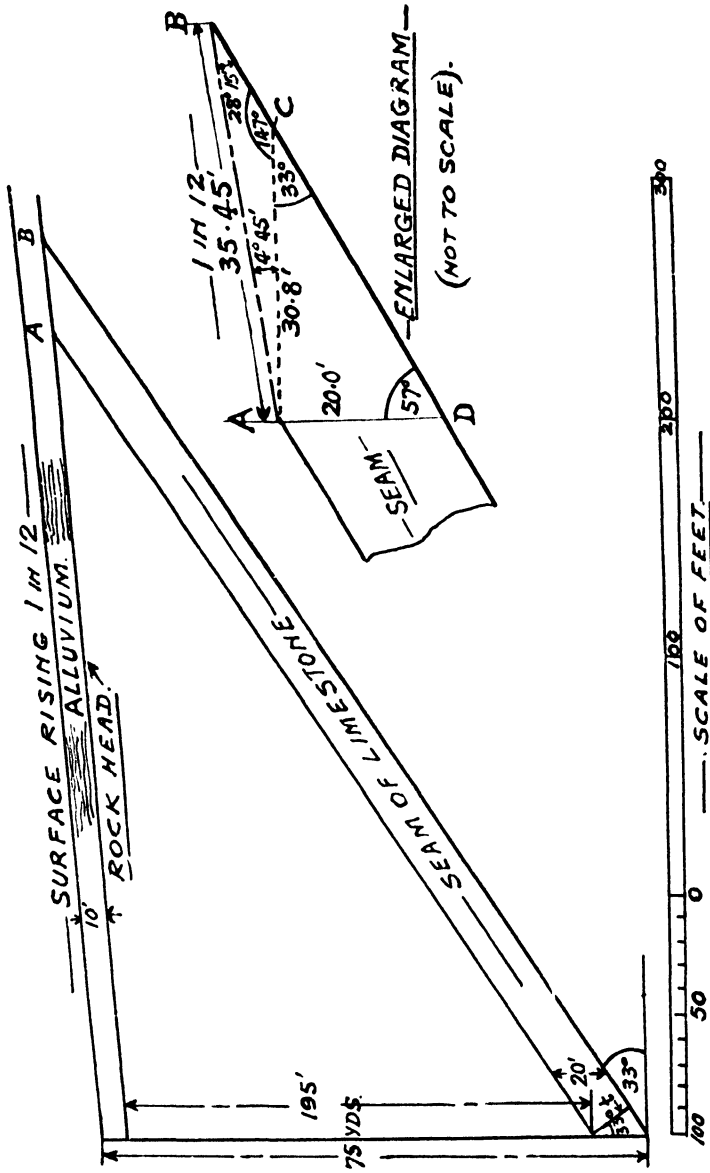 SURFACE RISING 1 IN 12
ALLUVIUM.
ROCK HEAD.
10'
A
B
195'
75 YDS.
SEAM OF LIMESTONE
20'
33°
33°
t
1 IN 12
35·45'
A
B
4° 45'
28° 15'
30·8'
147°
C
33°
20·0'
57°
D
SEAM
ENLARGED DIAGRAM
(NOT TO SCALE).
100 50 0 100 200 300
SCALE OF FEET.